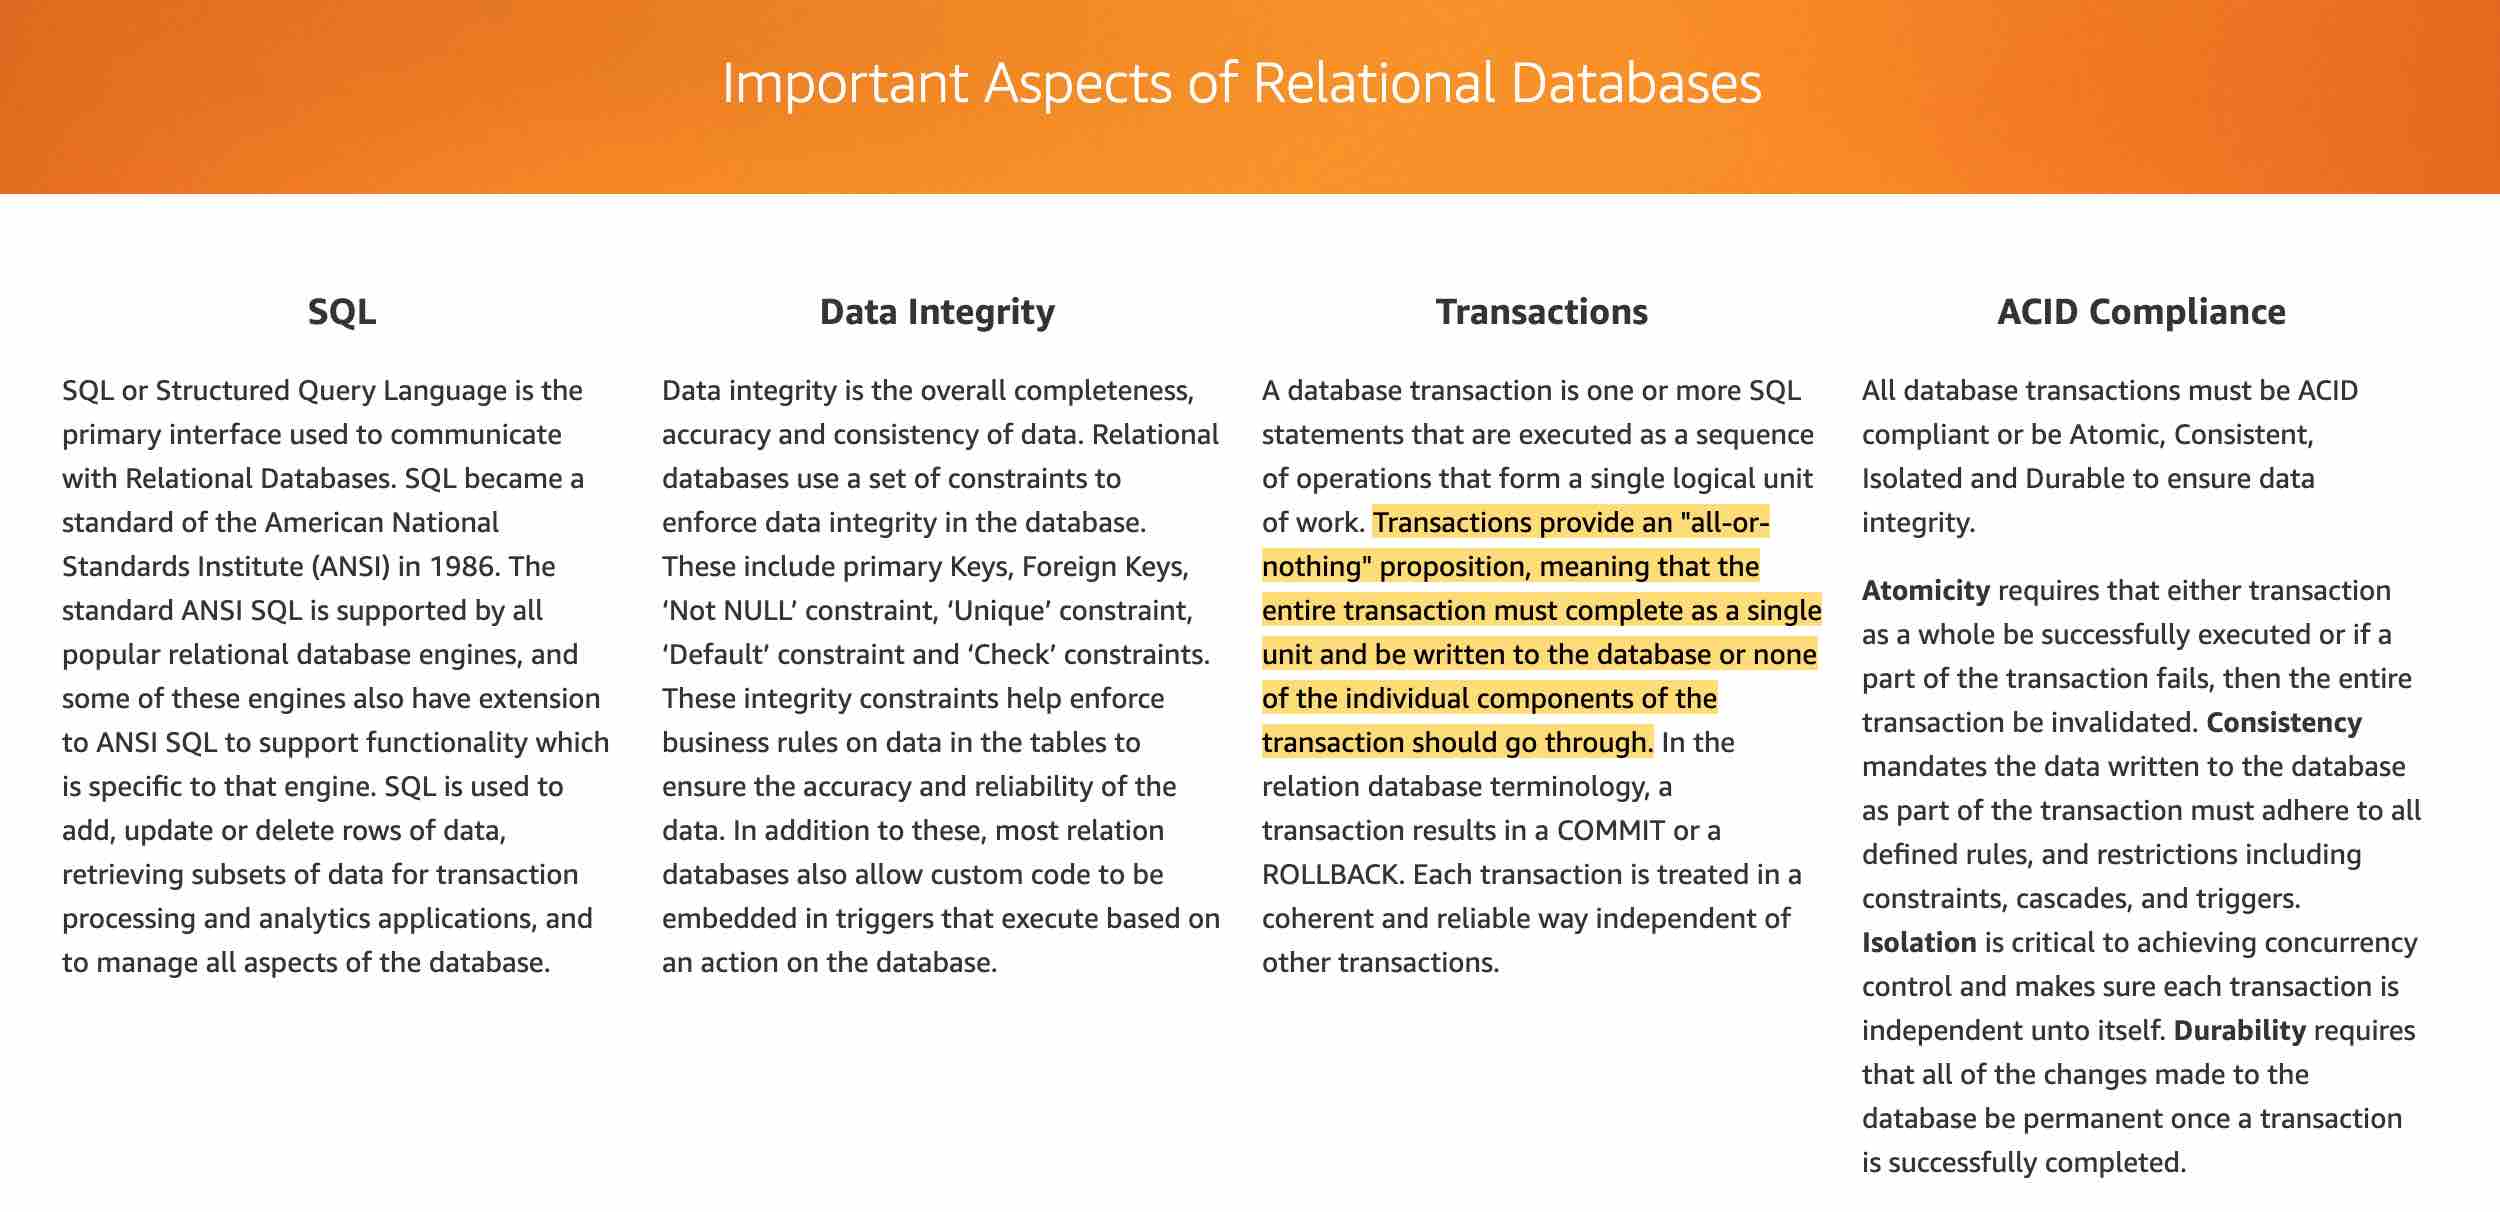 Important Aspects of Relational Databases
SQL
SQL or Structured Query Language is the
primary interface used to communicate
with Relational Databases. SQL became a
standard of the American National
Standards Institute (ANSI) in 1986. The
standard ANSI SQL is supported by all
popular relational database engines, and
some of these engines also have extension
to ANSI SQL to support functionality which
is specific to that engine. SQL is used to
add, update or delete rows of data,
retrieving subsets of data for transaction
processing and analytics applications, and
to manage all aspects of the database.
Data Integrity
Data integrity is the overall completeness,
accuracy and consistency of data. Relational
databases use a set of constraints to
enforce data integrity in the database.
These include primary Keys, Foreign Keys,
‘Not NULL’ constraint, ‘Unique’ constraint,
‘Default’ constraint and ‘Check’ constraints.
These integrity constraints help enforce
business rules on data in the tables to
ensure the accuracy and reliability of the
data. In addition to these, most relation
databases also allow custom code to be
embedded in triggers that execute based on
an action on the database.
Transactions
A database transaction is one or more SQL
statements that are executed as a sequence
of operations that form a single logical unit
of work. Transactions provide an "all-or-
nothing" proposition, meaning that the
entire transaction must complete as a single
unit and be written to the database or none
of the individual components of the
transaction should go through. In the
relation database terminology, a
transaction results in a COMMIT or a
ROLLBACK. Each transaction is treated in a
coherent and reliable way independent of
other transactions.
ACID Compliance
All database transactions must be ACID
compliant or be Atomic, Consistent,
Isolated and Durable to ensure data
integrity.
Atomicity requires that either transaction
as a whole be successfully executed or if a
part of the transaction fails, then the entire
transaction be invalidated. Consistency
mandates the data written to the database
as part of the transaction must adhere to all
defined rules, and restrictions including
constraints, cascades, and triggers.
Isolation is critical to achieving concurrency
control and makes sure each transaction is
independent unto itself. Durability requires
that all of the changes made to the
database be permanent once a transaction
is successfully completed.